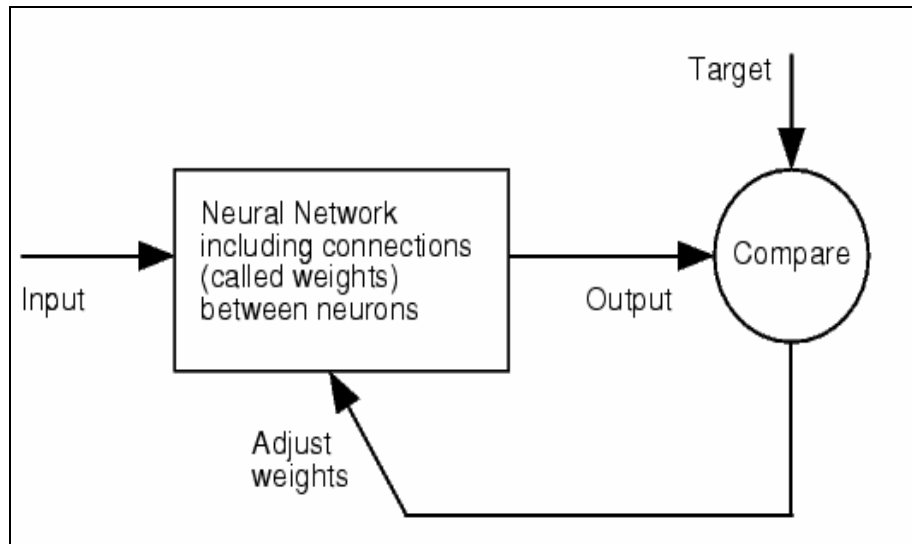 Target
Neural Network
including connections
(called weights)
between neurons
Compare
Input
Output
Adjust
weights